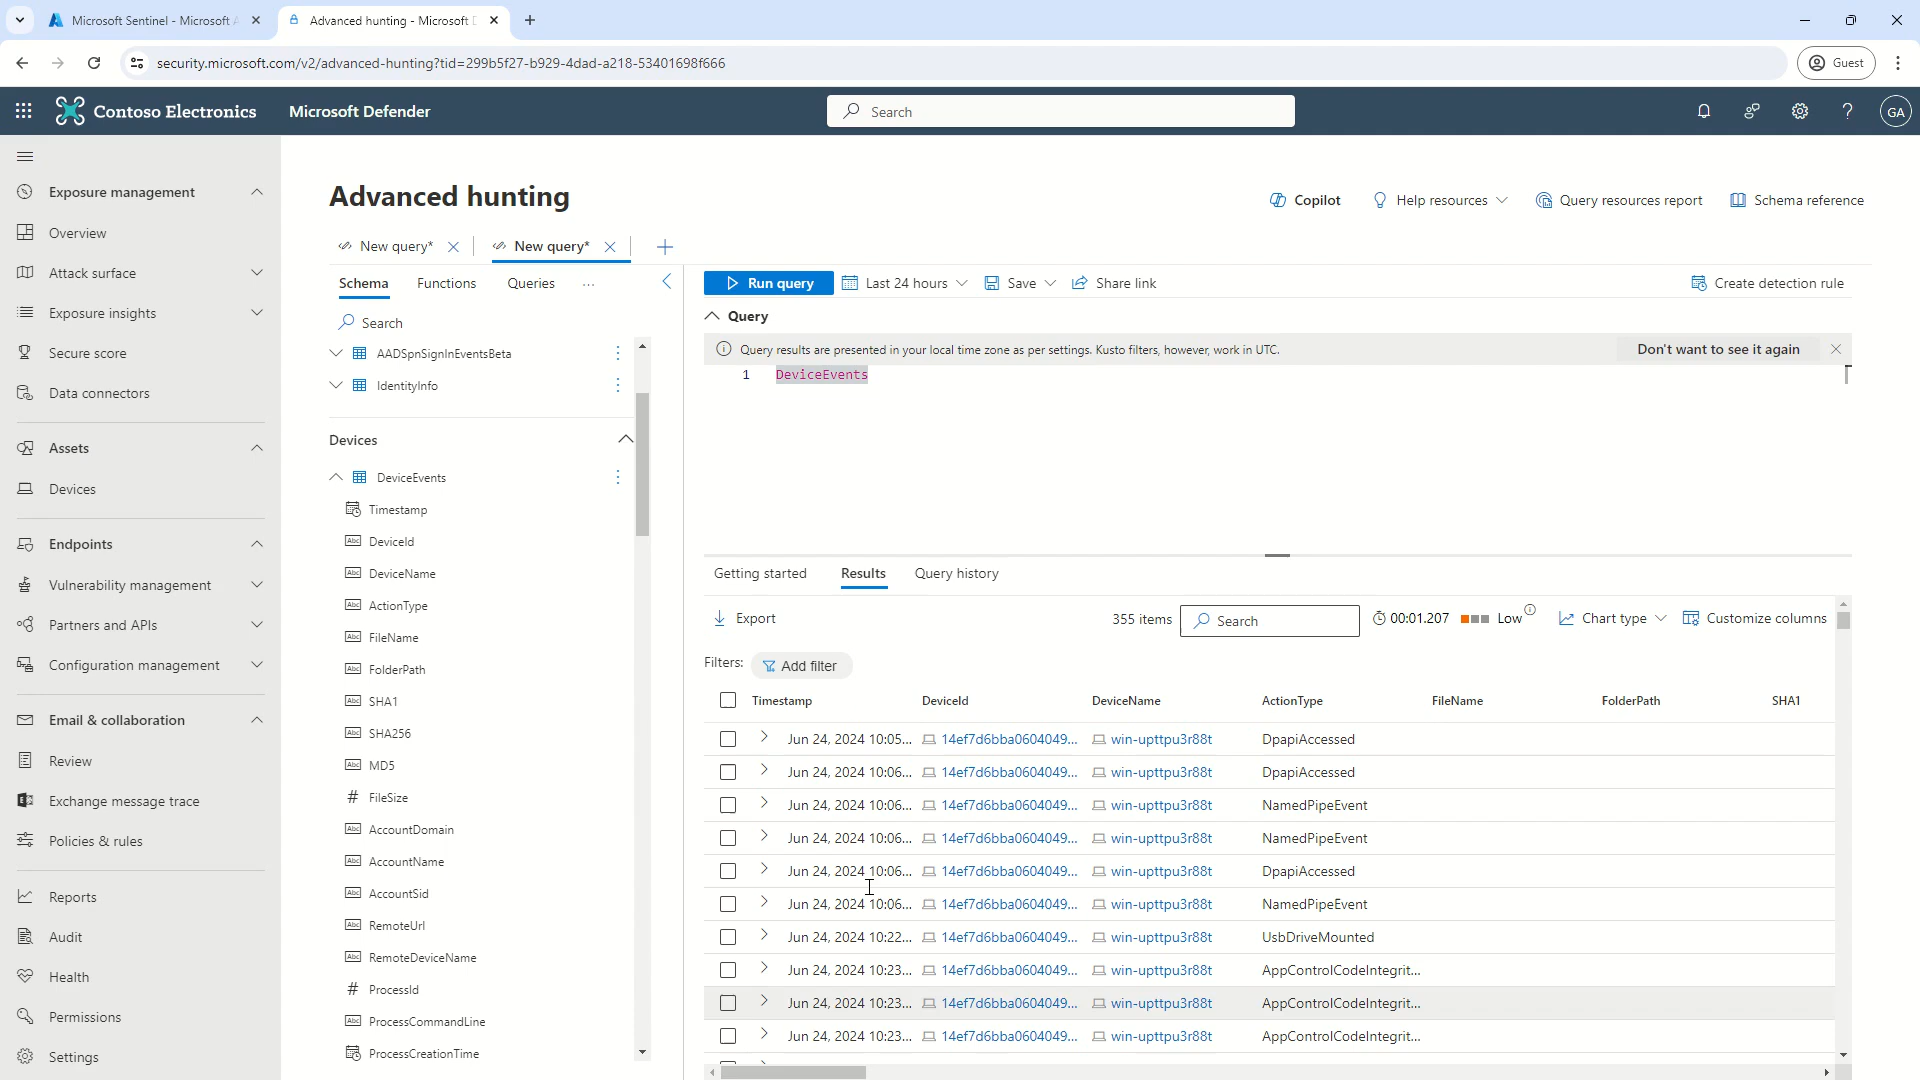 Microsoft Sentinel - Microsoft A
Advanced hunting - Microsoft D
security.microsoft.com/v2/advanced-hunting?tid=299b5f27-b929-4dad-a218-53401698f666
Guest
Contoso Electronics
Microsoft Defender
Search
GA
Exposure management
Overview
Attack surface
Exposure insights
Secure score
Data connectors
Assets
Devices
Endpoints
Vulnerability management
Partners and APIs
Configuration management
Email & collaboration
Review
Exchange message trace
Policies & rules
Reports
Audit
Health
Permissions
Settings
Advanced hunting
Copilot
Help resources
Query resources report
Schema reference
New query*
New query*
Schema
Functions
Queries
...
Search
AADSpnSignInEventsBeta
IdentityInfo
Devices
DeviceEvents
Timestamp
DeviceId
DeviceName
ActionType
FileName
FolderPath
SHA1
SHA256
MD5
FileSize
AccountDomain
AccountName
AccountSid
RemoteUrl
RemoteDeviceName
ProcessId
ProcessCommandLine
ProcessCreationTime
Run query
Last 24 hours
Save
Share link
Create detection rule
Query
Query results are presented in your local time zone as per settings. Kusto filters, however, work in UTC.
Don't want to see it again
1 DeviceEvents
Getting started
Results
Query history
Export
355 items
Search
00:01.207
Low
Chart type
Customize columns
Filters:
Add filter
Timestamp DeviceId DeviceName ActionType FileName FolderPath SHA1
Jun 24, 2024 10:05... 14ef7d6bba0604049... win-upttpu3r88t DpapiAccessed
Jun 24, 2024 10:06... 14ef7d6bba0604049... win-upttpu3r88t DpapiAccessed
Jun 24, 2024 10:06... 14ef7d6bba0604049... win-upttpu3r88t NamedPipeEvent
Jun 24, 2024 10:06... 14ef7d6bba0604049... win-upttpu3r88t NamedPipeEvent
Jun 24, 2024 10:06... 14ef7d6bba0604049... win-upttpu3r88t DpapiAccessed
Jun 24, 2024 10:06... 14ef7d6bba0604049... win-upttpu3r88t NamedPipeEvent
Jun 24, 2024 10:22... 14ef7d6bba0604049... win-upttpu3r88t UsbDriveMounted
Jun 24, 2024 10:23... 14ef7d6bba0604049... win-upttpu3r88t AppControlCodeIntegrit...
Jun 24, 2024 10:23... 14ef7d6bba0604049... win-upttpu3r88t AppControlCodeIntegrit...
Jun 24, 2024 10:23... 14ef7d6bba0604049... win-upttpu3r88t AppControlCodeIntegrit...